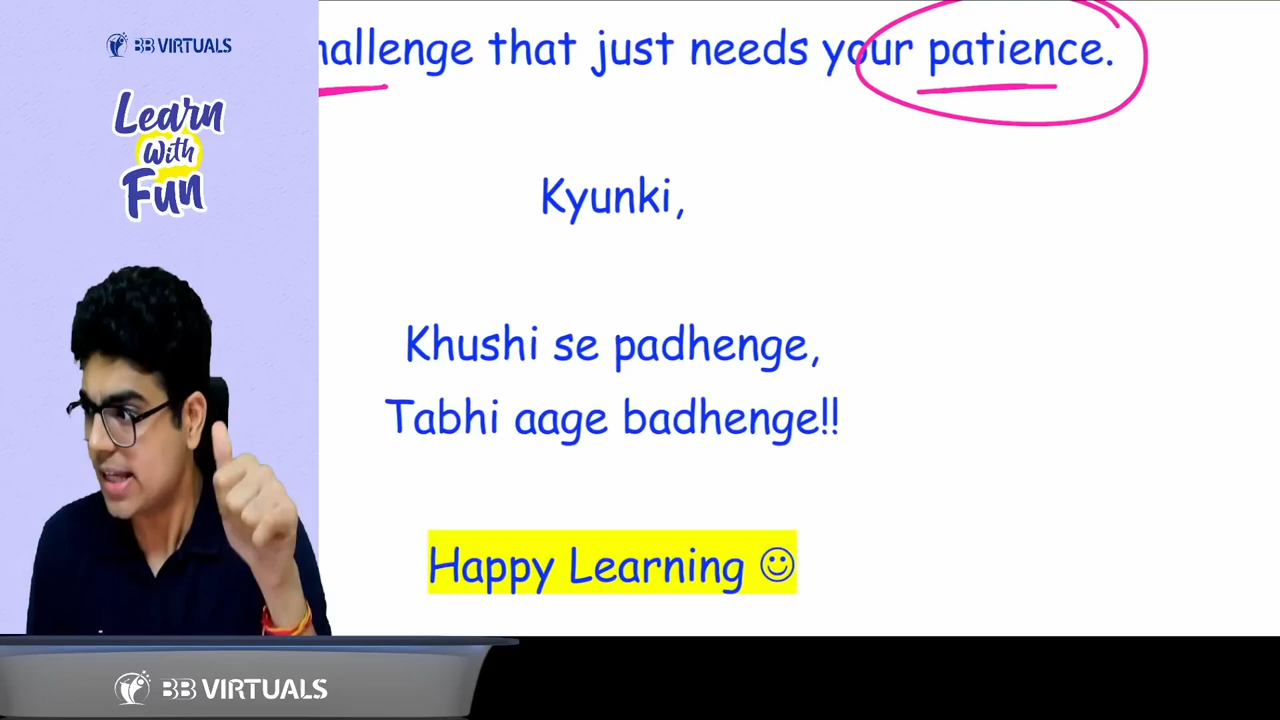 BB VIRTUALS
Learn
With
Fun
that just needs your patience.
Kyunki,
Khushi se padhenge,
Tabhi aage badhenge!!
Happy Learning ☺
BB VIRTUALS